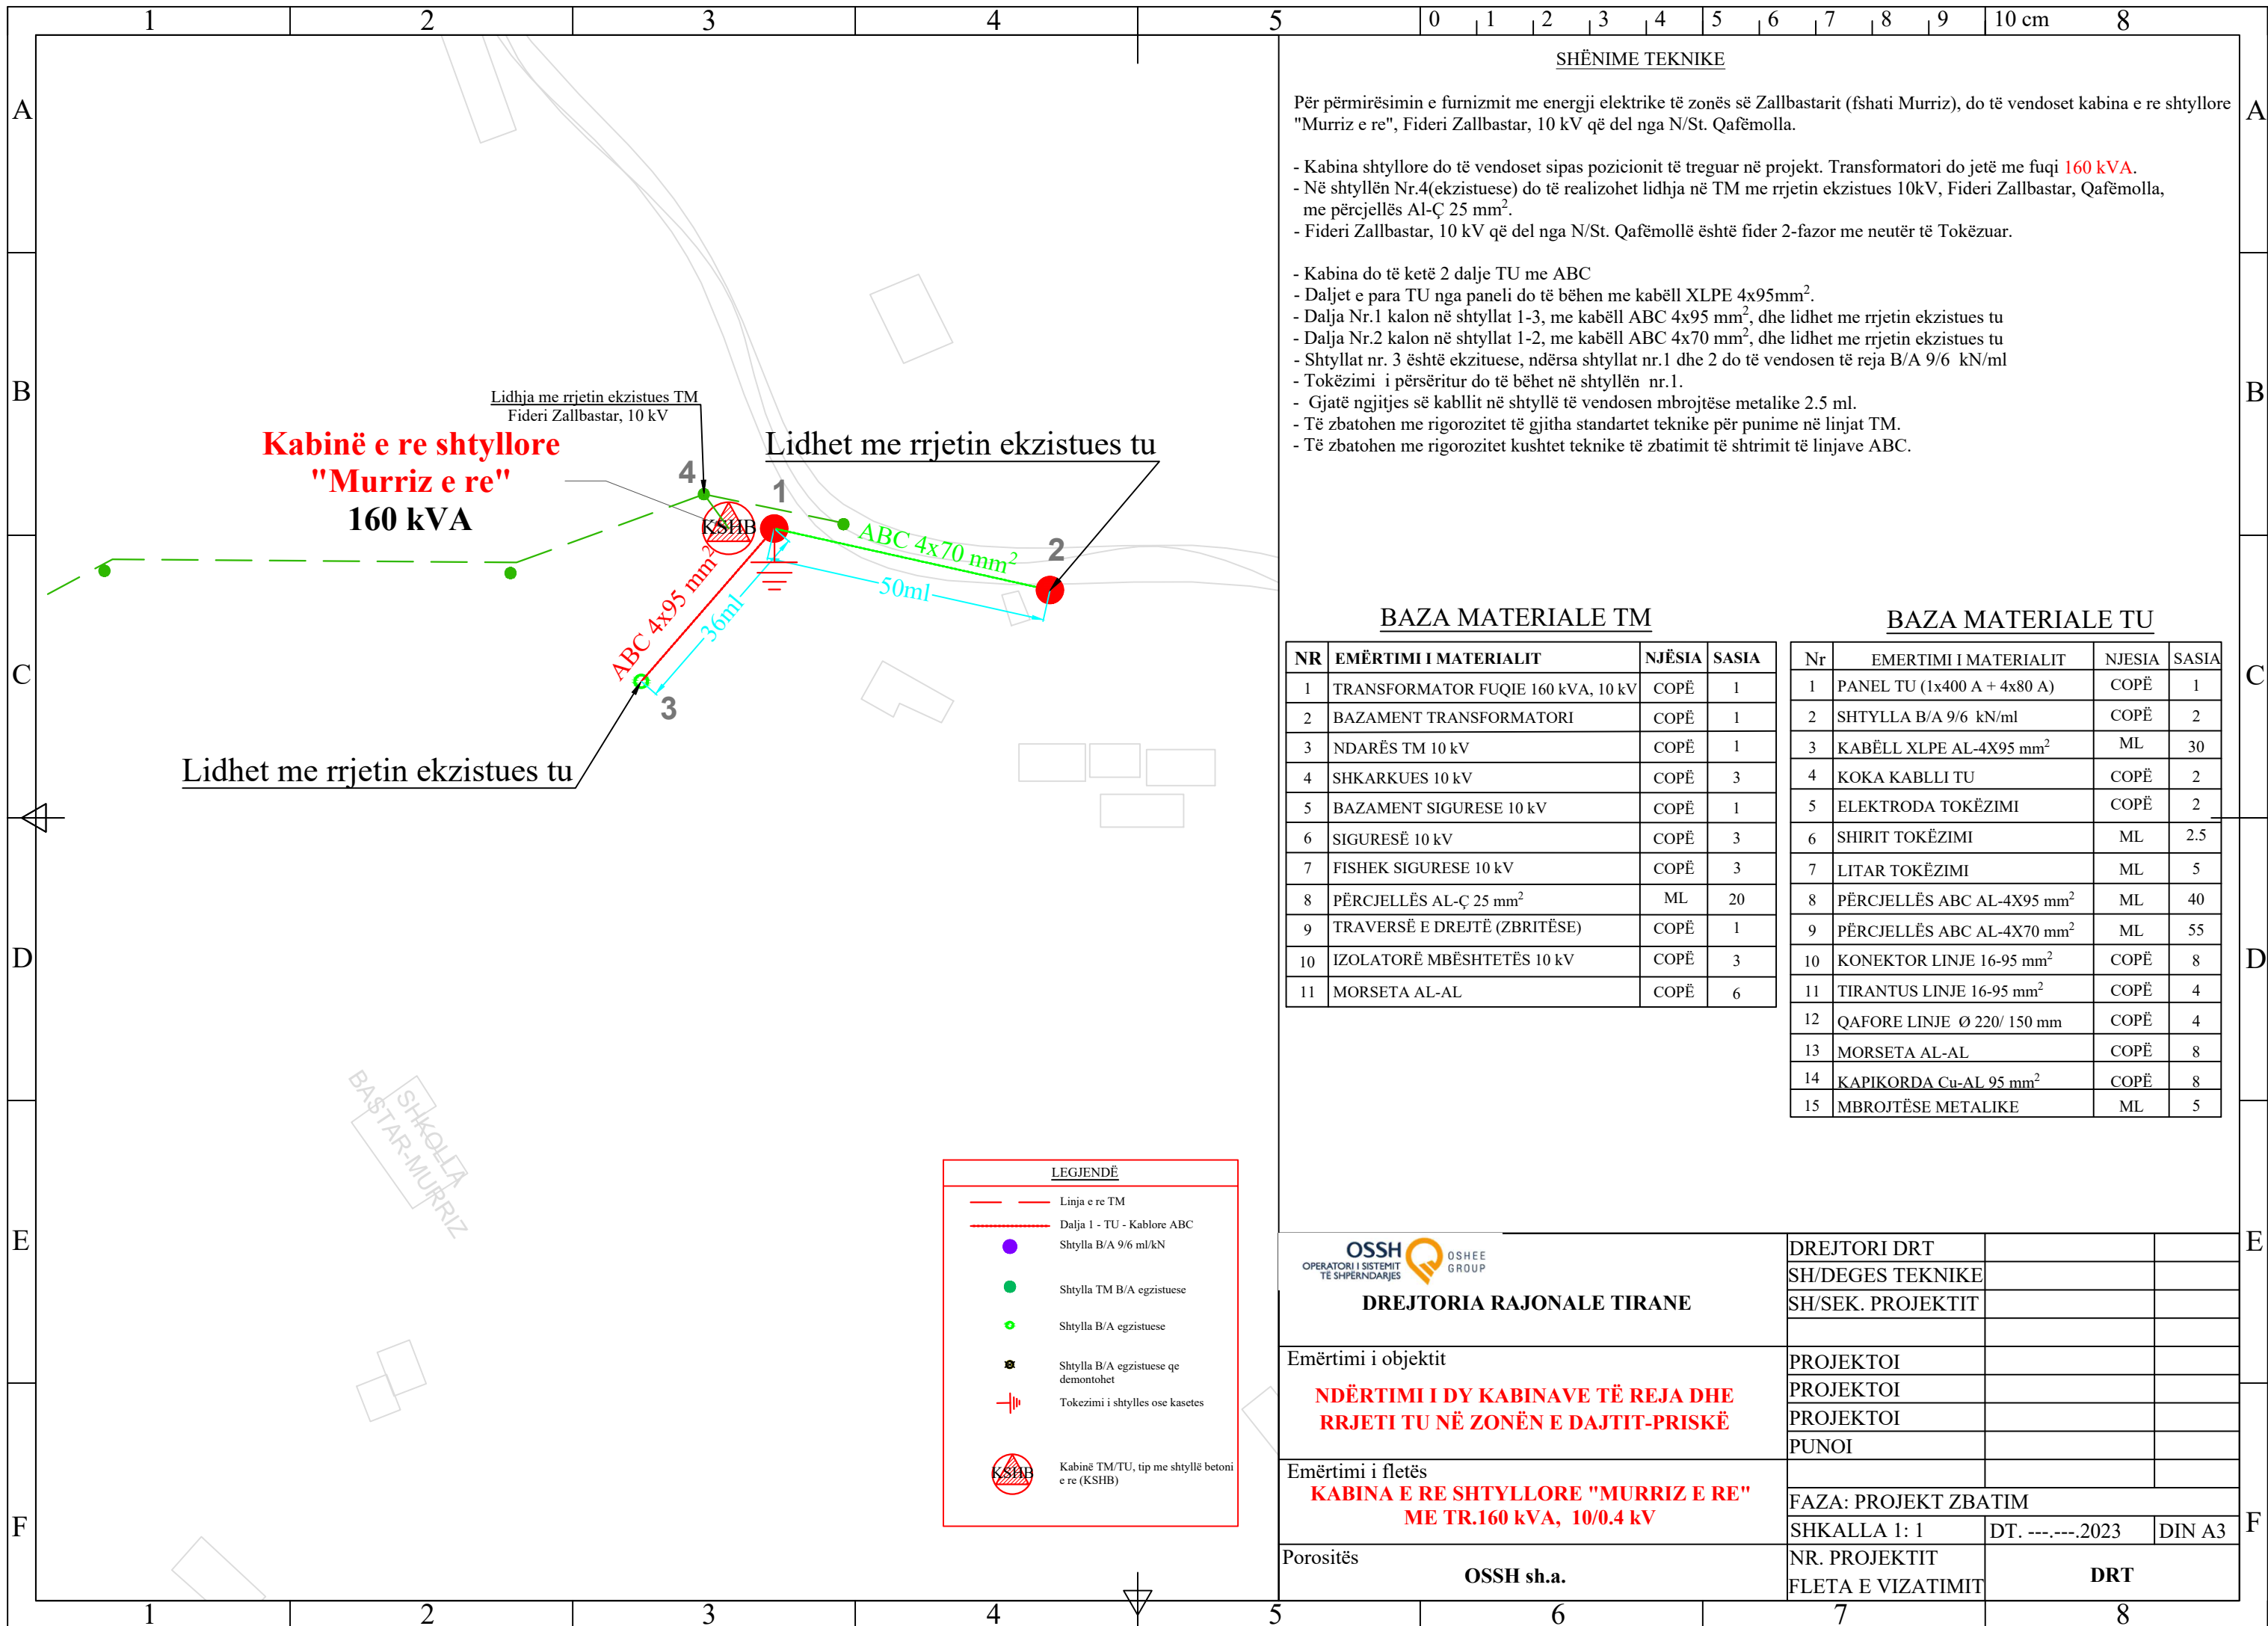 1 2 3 4 5 0 1 2 3 4 5 6 7 8 9 10 cm 8
A
B
C
D
E
F
SHËNIME TEKNIKE
Për përmirësimin e furnizmit me energji elektrike të zonës së Zallbastarit (fshati Murriz), do të vendoset kabina e re shtyllore
"Murriz e re", Fideri Zallbastar, 10 kV që del nga N/St. Qafëmolla.
- Kabina shtyllore do të vendoset sipas pozicionit të treguar në projekt. Transformatori do jetë me fuqi 160 kVA.
- Në shtyllën Nr.4(ekzistuese) do të realizohet lidhja në TM me rrjetin ekzistues 10kV, Fideri Zallbastar, Qafëmolla,
me përcjellës Al-Ç 25 mm².
- Fideri Zallbastar, 10 kV që del nga N/St. Qafëmollë është fider 2-fazor me neutër të Tokëzuar.
- Kabina do të ketë 2 dalje TU me ABC
- Daljet e para TU nga paneli do të bëhen me kabëll XLPE 4x95mm².
- Dalja Nr.1 kalon në shtyllat 1-3, me kabëll ABC 4x95 mm², dhe lidhet me rrjetin ekzistues tu
- Dalja Nr.2 kalon në shtyllat 1-2, me kabëll ABC 4x70 mm², dhe lidhet me rrjetin ekzistues tu
- Shtyllat nr. 3 është ekzituese, ndërsa shtyllat nr.1 dhe 2 do të vendosen të reja B/A 9/6 kN/ml
- Tokëzimi i përsëritur do të bëhet në shtyllën nr.1.
- Gjatë ngjitjes së kabllit në shtyllë të vendosen mbrojtëse metalike 2.5 ml.
- Të zbatohen me rigorozitet të gjitha standartet teknike për punime në linjat TM.
- Të zbatohen me rigorozitet kushtet teknike të zbatimit të shtrimit të linjave ABC.
Lidhja me rrjetin ekzistues TM
Fideri Zallbastar, 10 kV
Kabinë e re shtyllore
"Murriz e re"
160 kVA
Lidhet me rrjetin ekzistues tu
4
1
KSHB
ABC 4x70 mm²
2
50ml
ABC 4x95 mm²
36ml
3
Lidhet me rrjetin ekzistues tu
SHKOLLA
BASTAR-MURRIZ
BAZA MATERIALE TM
NR EMËRTIMI I MATERIALIT NJËSIA SASIA
1 TRANSFORMATOR FUQIE 160 kVA, 10 kV COPË 1
2 BAZAMENT TRANSFORMATORI COPË 1
3 NDARËS TM 10 kV COPË 1
4 SHKARKUES 10 kV COPË 3
5 BAZAMENT SIGURESE 10 kV COPË 1
6 SIGURESË 10 kV COPË 3
7 FISHEK SIGURESE 10 kV COPË 3
8 PËRCJELLËS AL-Ç 25 mm² ML 20
9 TRAVERSË E DREJTË (ZBRITËSE) COPË 1
10 IZOLATORË MBËSHTETËS 10 kV COPË 3
11 MORSETA AL-AL COPË 6
BAZA MATERIALE TU
Nr EMERTIMI I MATERIALIT NJESIA SASIA
1 PANEL TU (1x400 A + 4x80 A) COPË 1
2 SHTYLLA B/A 9/6 kN/ml COPË 2
3 KABËLL XLPE AL-4X95 mm² ML 30
4 KOKA KABLLI TU COPË 2
5 ELEKTRODA TOKËZIMI COPË 2
6 SHIRIT TOKËZIMI ML 2.5
7 LITAR TOKËZIMI ML 5
8 PËRCJELLËS ABC AL-4X95 mm² ML 40
9 PËRCJELLËS ABC AL-4X70 mm² ML 55
10 KONEKTOR LINJE 16-95 mm² COPË 8
11 TIRANTUS LINJE 16-95 mm² COPË 4
12 QAFORE LINJE Ø 220/ 150 mm COPË 4
13 MORSETA AL-AL COPË 8
14 KAPIKORDA Cu-AL 95 mm² COPË 8
15 MBROJTËSE METALIKE ML 5
LEGJENDË
Linja e re TM
Dalja 1 - TU - Kablore ABC
Shtylla B/A 9/6 ml/kN
Shtylla TM B/A egzistuese
Shtylla B/A egzistuese
Shtylla B/A egzistuese qe
demontohet
Tokezimi i shtylles ose kasetes
KSHB
Kabinë TM/TU, tip me shtyllë betoni
e re (KSHB)
OSSH
OPERATORI I SISTEMIT
TË SHPËRNDARJES
OSHEE
GROUP
DREJTORIA RAJONALE TIRANE
Emërtimi i objektit
NDËRTIMI I DY KABINAVE TË REJA DHE
RRJETI TU NË ZONËN E DAJTIT-PRISKË
Emërtimi i fletës
KABINA E RE SHTYLLORE "MURRIZ E RE"
ME TR.160 kVA, 10/0.4 kV
Porositës
OSSH sh.a.
DREJTORI DRT
SH/DEGES TEKNIKE
SH/SEK. PROJEKTIT
PROJEKTOI
PROJEKTOI
PROJEKTOI
PUNOI
FAZA: PROJEKT ZBATIM
SHKALLA 1: 1 DT. ---.---.2023 DIN A3
NR. PROJEKTIT
FLETA E VIZATIMIT
DRT
A
B
C
D
E
F
1 2 3 4 5 6 7 8